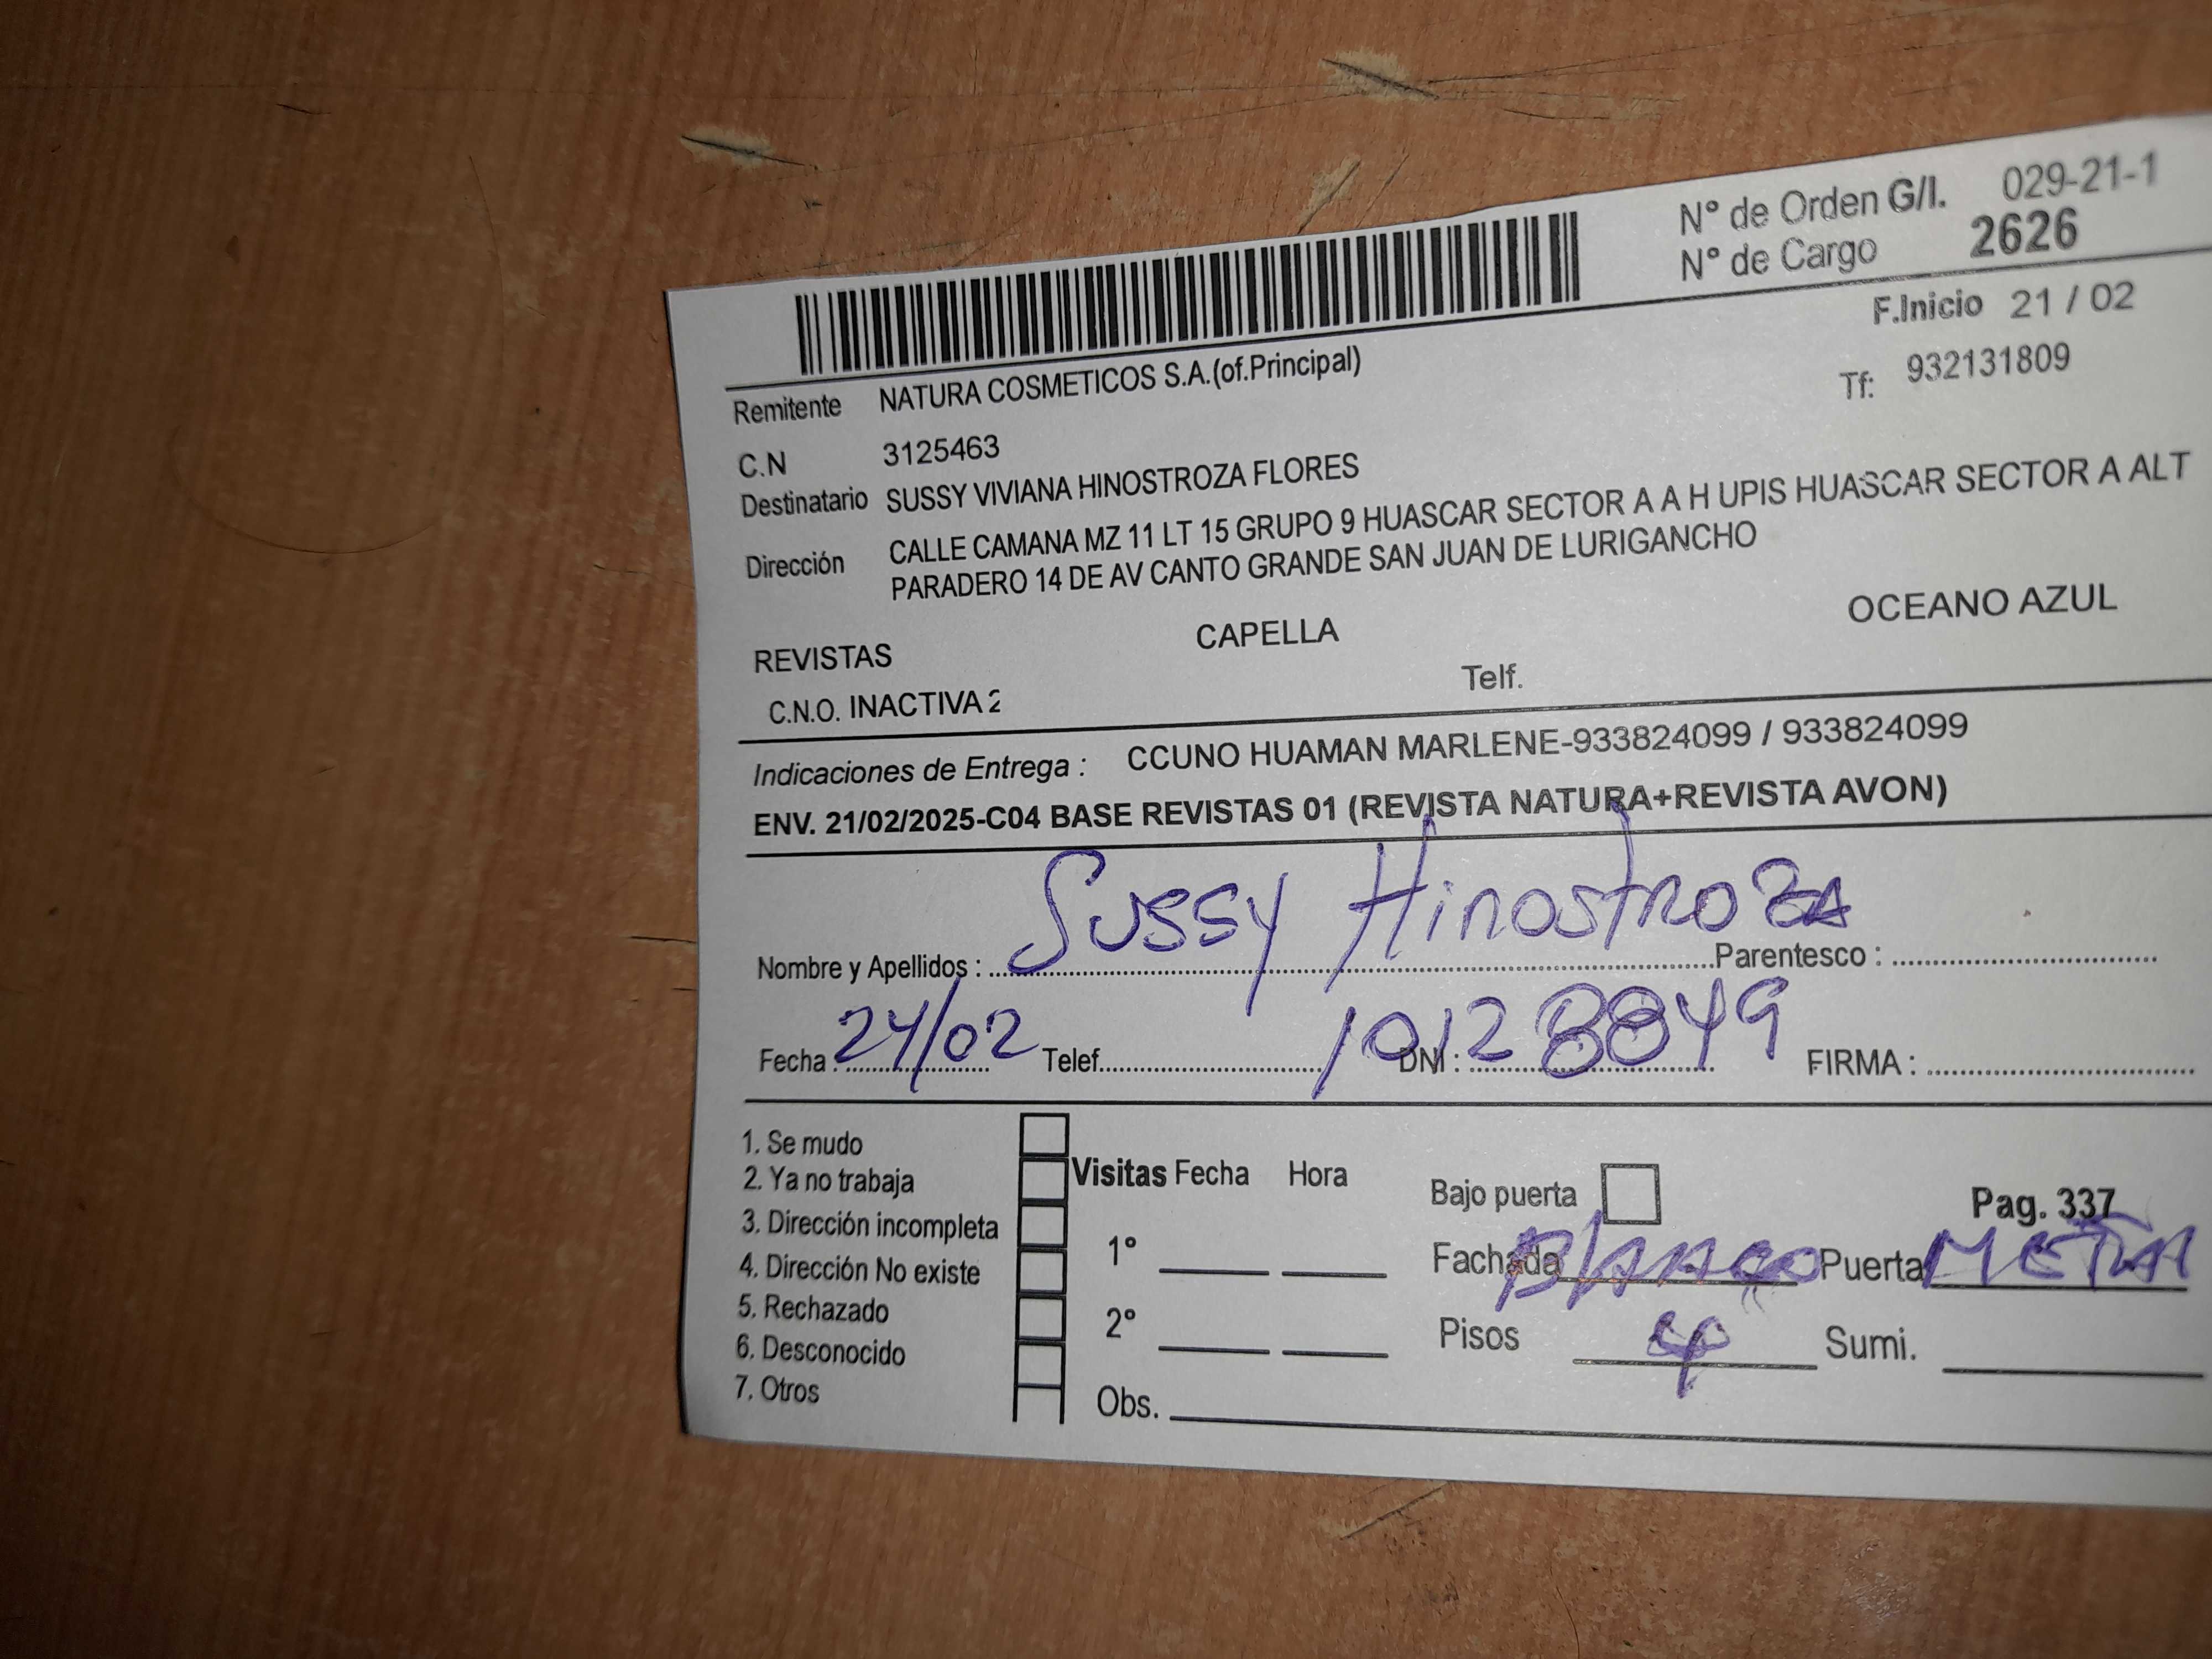 N° de Orden G/I. 029-21-1
N° de Cargo 2626
F.Inicio 21 / 02
Remitente NATURA COSMETICOS S.A.(of.Principal)
Tf: 932131809
C.N 3125463
Destinatario SUSSY VIVIANA HINOSTROZA FLORES
Dirección CALLE CAMANA MZ 11 LT 15 GRUPO 9 HUASCAR SECTOR A A H UPIS HUASCAR SECTOR A ALT
PARADERO 14 DE AV CANTO GRANDE SAN JUAN DE LURIGANCHO
REVISTAS CAPELLA OCEANO AZUL
C.N.O. INACTIVA 2 Telf.
Indicaciones de Entrega : CCUNO HUAMAN MARLENE-933824099 / 933824099
ENV. 21/02/2025-C04 BASE REVISTAS 01 (REVISTA NATURA+REVISTA AVON)
Nombre y Apellidos : Sussy HinostRoZA Parentesco :
Fecha : 24/02 Telef. DNI : 10128849 FIRMA :
1. Se mudo
2. Ya no trabaja
3. Dirección incompleta
4. Dirección No existe
5. Rechazado
6. Desconocido
7. Otros
Visitas Fecha Hora
1°
2°
Obs.
Bajo puerta Pag. 337
Fachada Blanco Puerta METAl
Pisos 4 Sumi.